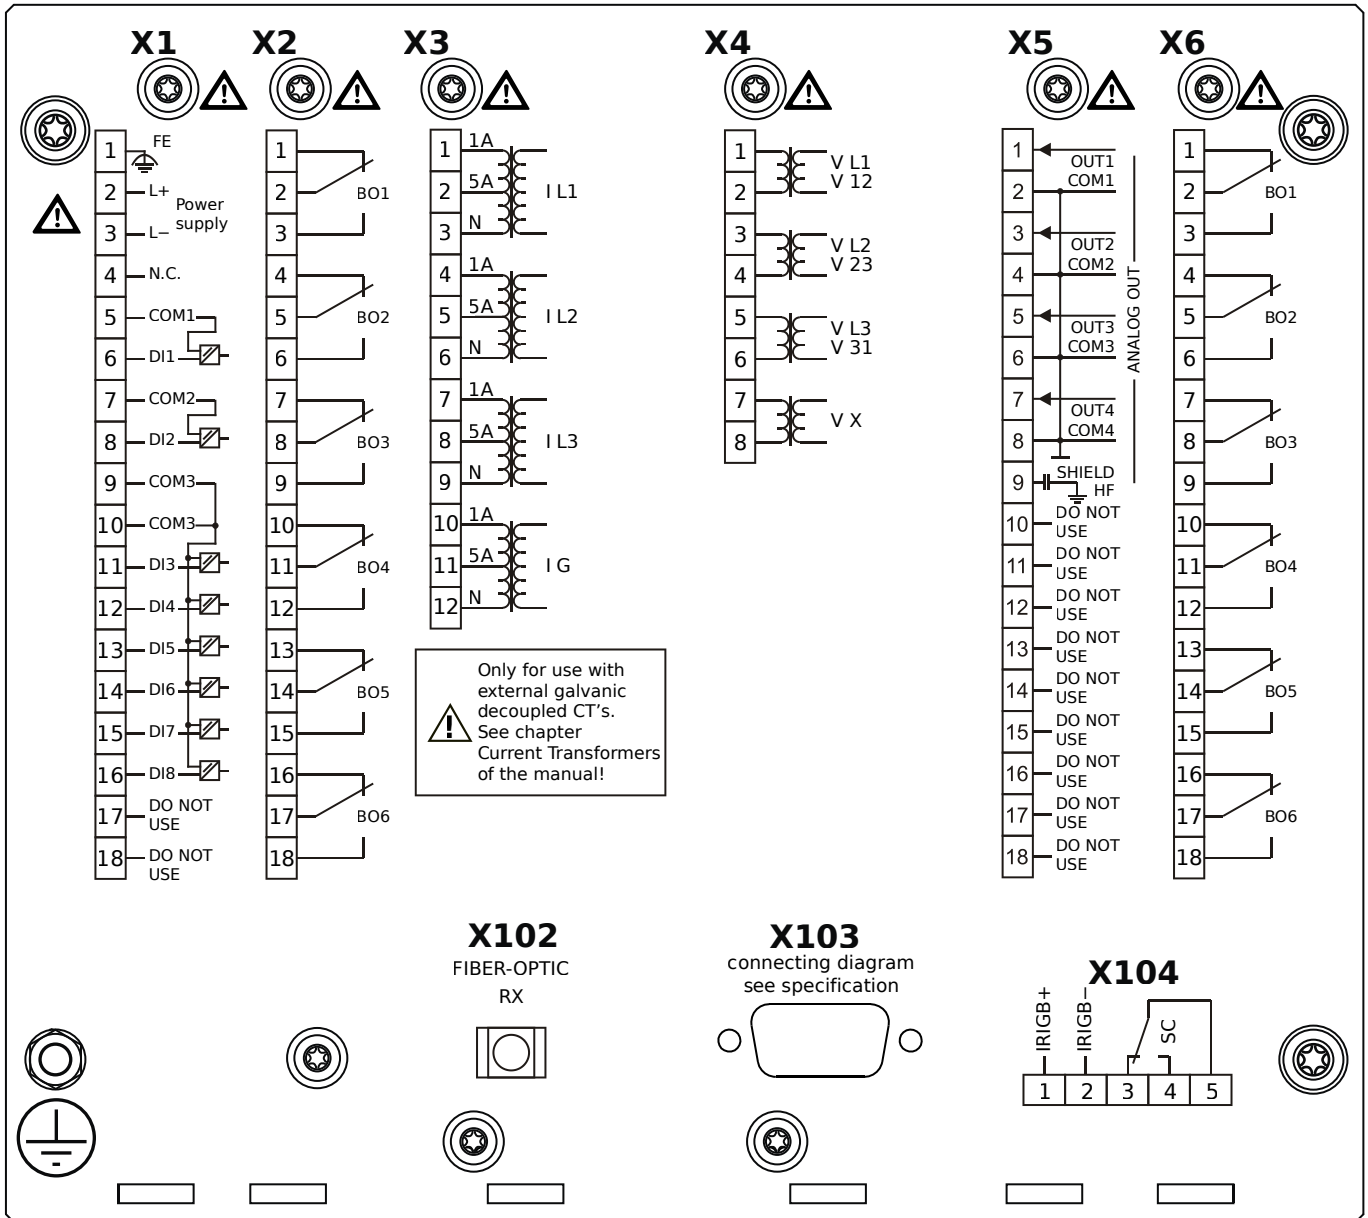 X1
X2
X3
X4
X5
X6
1
FE
2
L+
Power
supply
3
L−
4
N.C.
5
COM1
6
DI1
7
COM2
8
DI2
9
COM3
10
COM3
11
DI3
12
DI4
13
DI5
14
DI6
15
DI7
16
DI8
17
DO NOT
USE
18
DO NOT
USE
1
2
BO1
3
4
5
BO2
6
7
8
BO3
9
10
11
BO4
12
13
14
BO5
15
16
17
BO6
18
1
1A
2
5A
I L1
3
N
4
1A
5
5A
I L2
6
N
7
1A
8
5A
I L3
9
N
10
1A
11
5A
I G
12
N
Only for use with
external galvanic
decoupled CT's.
See chapter
Current Transformers
of the manual!
1
V L1
2
V 12
3
V L2
4
V 23
5
V L3
6
V 31
7
V X
8
1
OUT1
2
COM1
3
OUT2
4
COM2
5
OUT3
6
COM3
7
OUT4
8
COM4
ANALOG OUT
9
SHIELD
HF
10
DO NOT
USE
11
DO NOT
USE
12
DO NOT
USE
13
DO NOT
USE
14
DO NOT
USE
15
DO NOT
USE
16
DO NOT
USE
17
DO NOT
USE
18
DO NOT
USE
1
2
BO1
3
4
5
BO2
6
7
8
BO3
9
10
11
BO4
12
13
14
BO5
15
16
17
BO6
18
X102
FIBER-OPTIC
RX
X103
connecting diagram
see specification
X104
IRIGB+
IRIGB−
SC
1 2 3 4 5